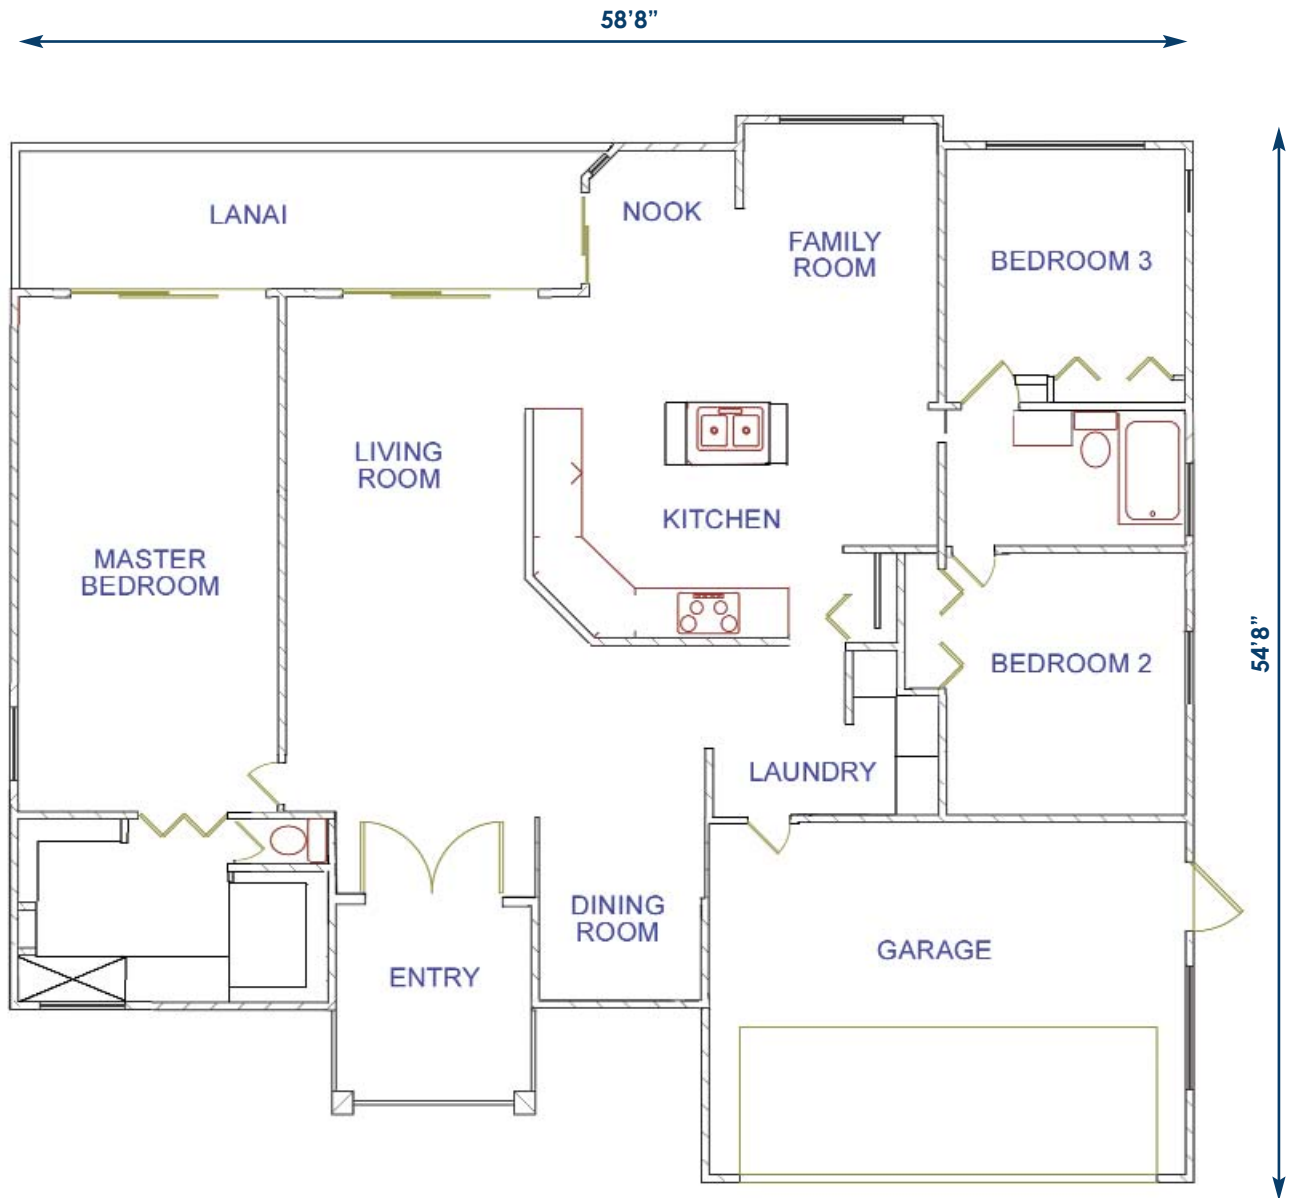 58'8”
LANAI
NOOK
FAMILY
ROOM
BEDROOM 3
LIVING
ROOM
KITCHEN
MASTER
BEDROOM
BEDROOM 2
54'8”
LAUNDRY
DINING
ROOM
GARAGE
ENTRY